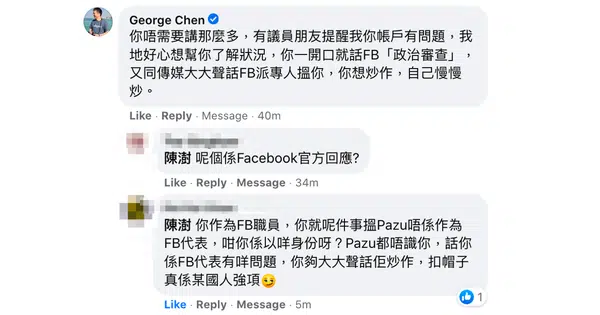 George Chen
你唔需要講那麼多，有議員朋友提醒我你帳戶有問題，我
地好心想幫你了解狀況，你一開口就話FB「政治審查」，
又同傳媒大大聲話FB派專人搵你，你想炒作，自己慢慢
炒。
Like · Reply · Message · 40m
陳澍 呢個係Facebook官方回應?
Like · Reply · Message · 34m
陳澍 你作為FB職員，你就呢件事搵Pazu唔係作為
FB代表，咁你係以咩身份呀？Pazu都唔識你，話你
係FB代表有咩問題，你夠大大聲話佢炒作，扣帽子
真係某國人強項😏
1
Like · Reply · Message · 5m